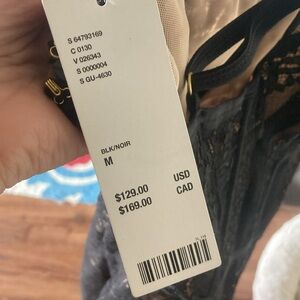 S 64793169
C 0130
V 026343
S 0000004
S GU-4630
BLK/NOIR
M
$129.00 USD
$169.00 CAD